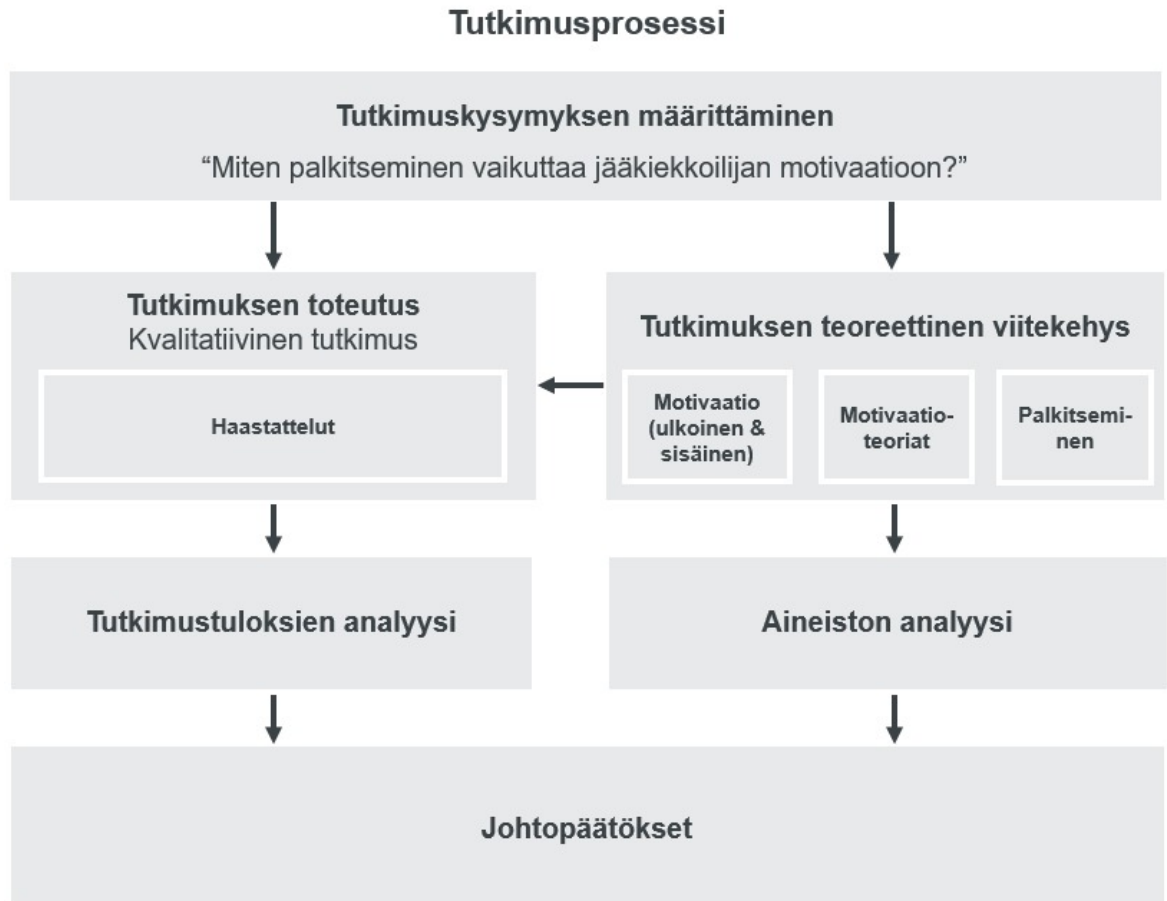 Tutkimusprosessi
Tutkimuskysymyksen määrittäminen
“Miten palkitseminen vaikuttaa jääkiekkoilijan motivaatioon?”
Tutkimuksen toteutus
Kvalitatiivinen tutkimus
Haastattelut
Tutkimuksen teoreettinen viitekehys
Motivaatio
(ulkoinen &
sisäinen)
Motivaatio-
teoriat
Palkitsemi-
nen
Tutkimustuloksien analyysi
Aineiston analyysi
Johtopäätökset